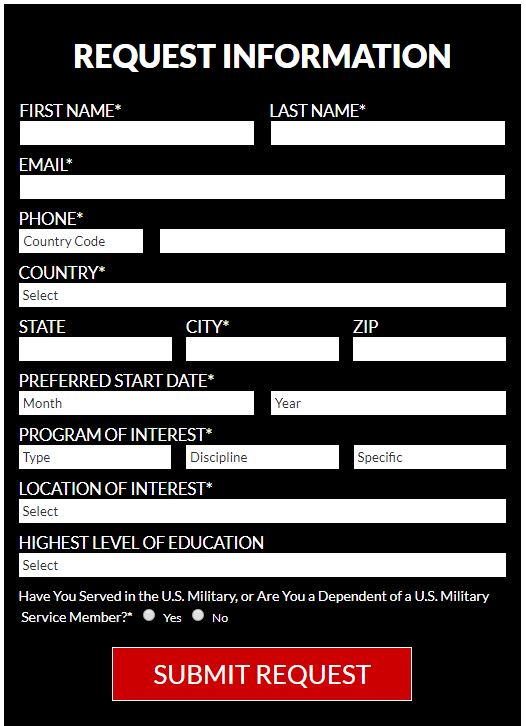 REQUEST INFORMATION
FIRST NAME* LAST NAME*
EMAIL*
PHONE*
Country Code
COUNTRY*
Select
STATE CITY* ZIP
PREFERRED START DATE*
Month Year
PROGRAM OF INTEREST*
Type Discipline Specific
LOCATION OF INTEREST*
Select
HIGHEST LEVEL OF EDUCATION
Select
Have You Served in the U.S. Military, or Are You a Dependent of a U.S. Military
Service Member?* Yes No
SUBMIT REQUEST